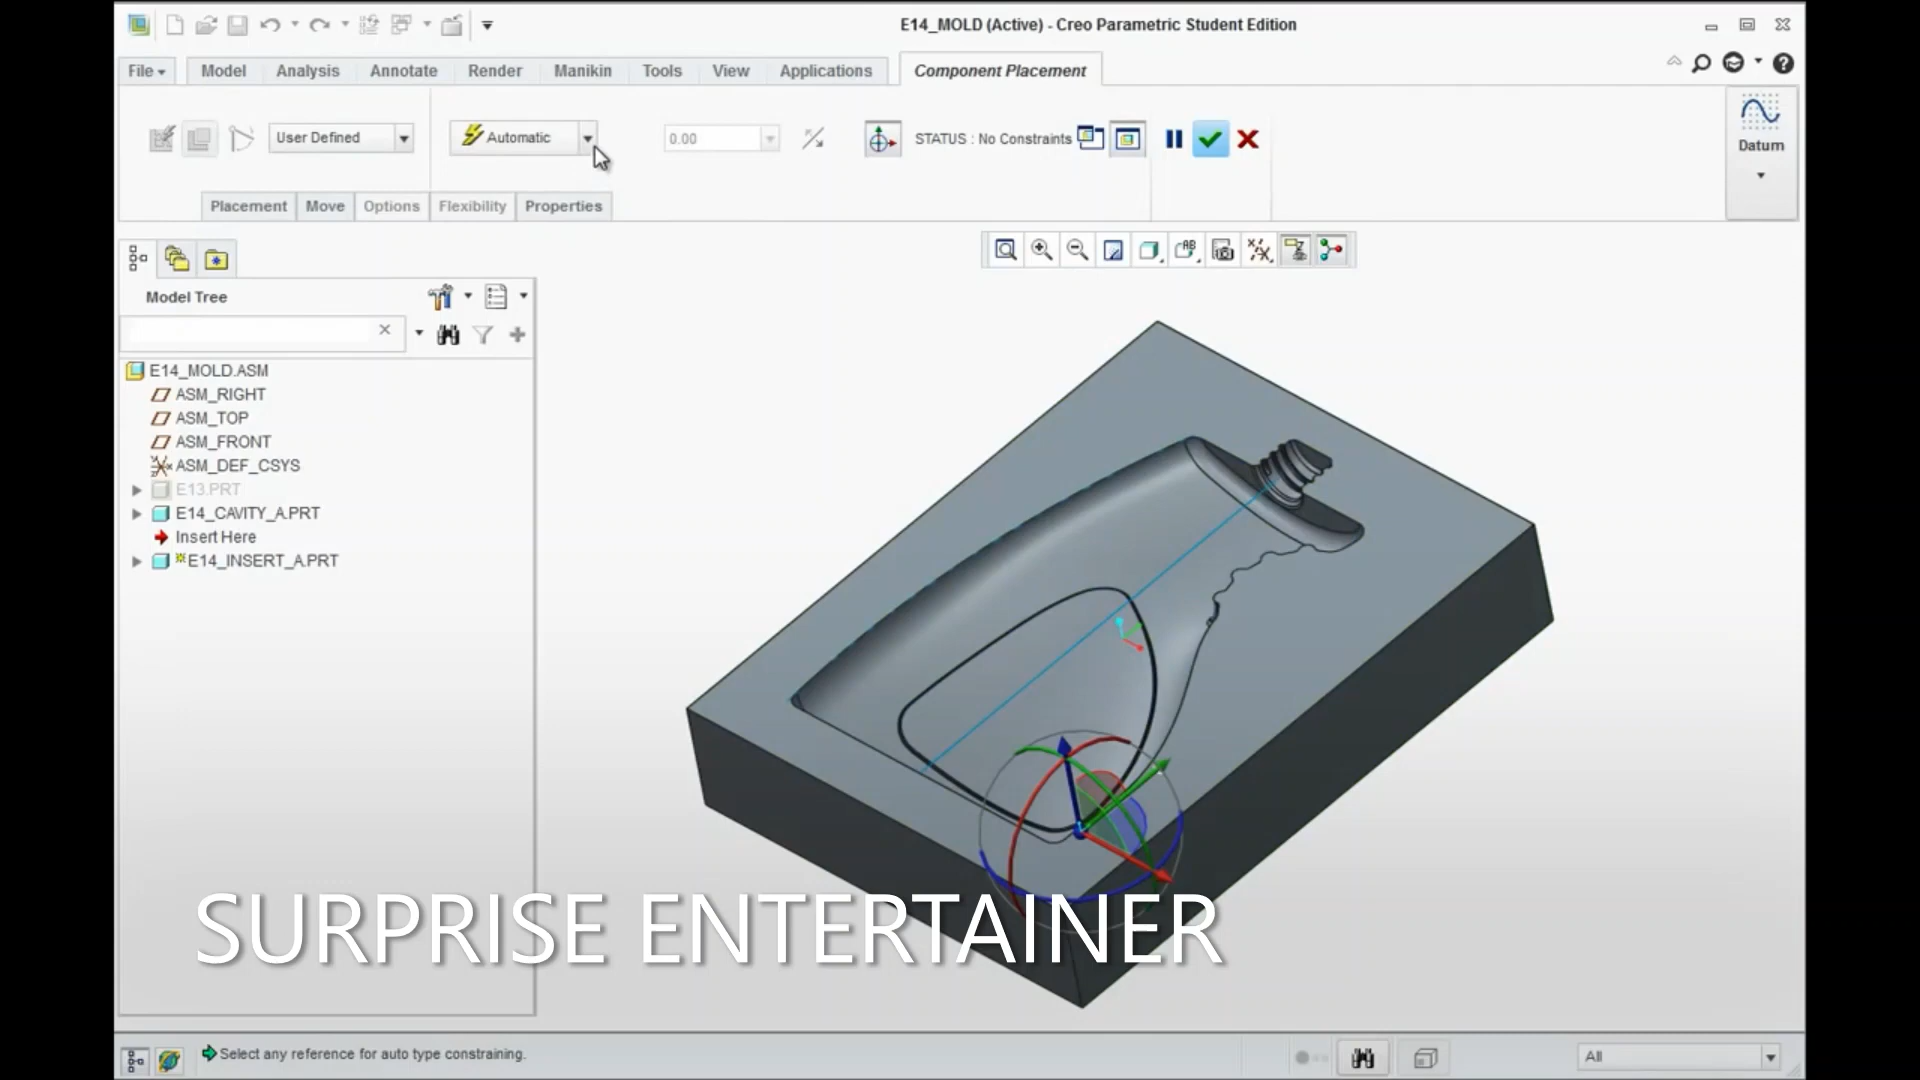 E14_MOLD (Active) - Creo Parametric Student Edition
File Model Analysis Annotate Render Manikin Tools View Applications Component Placement
User Defined Automatic 0.00 STATUS : No Constraints
Datum
Placement Move Options Flexibility Properties
AB
Model Tree
E14_MOLD.ASM
ASM_RIGHT
ASM_TOP
ASM_FRONT
ASM_DEF_CSYS
E13.PRT
E14_CAVITY_A.PRT
Insert Here
E14_INSERT_A.PRT
SURPRISE ENTERTAINER
Select any reference for auto type constraining.
All